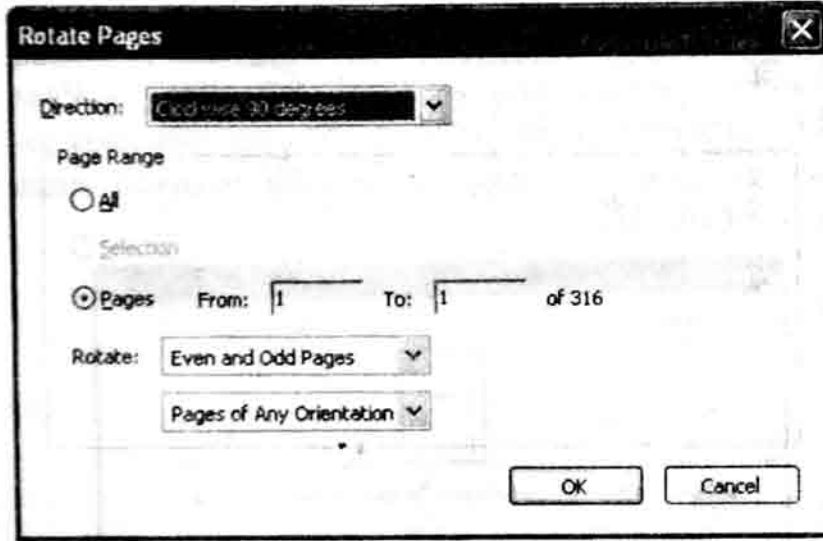 Rotate Pages
Direction: Clockwise 90 degrees
Page Range
All
Selection
Pages From: 1 To: 1 of 316
Rotate: Even and Odd Pages
Pages of Any Orientation
OK Cancel